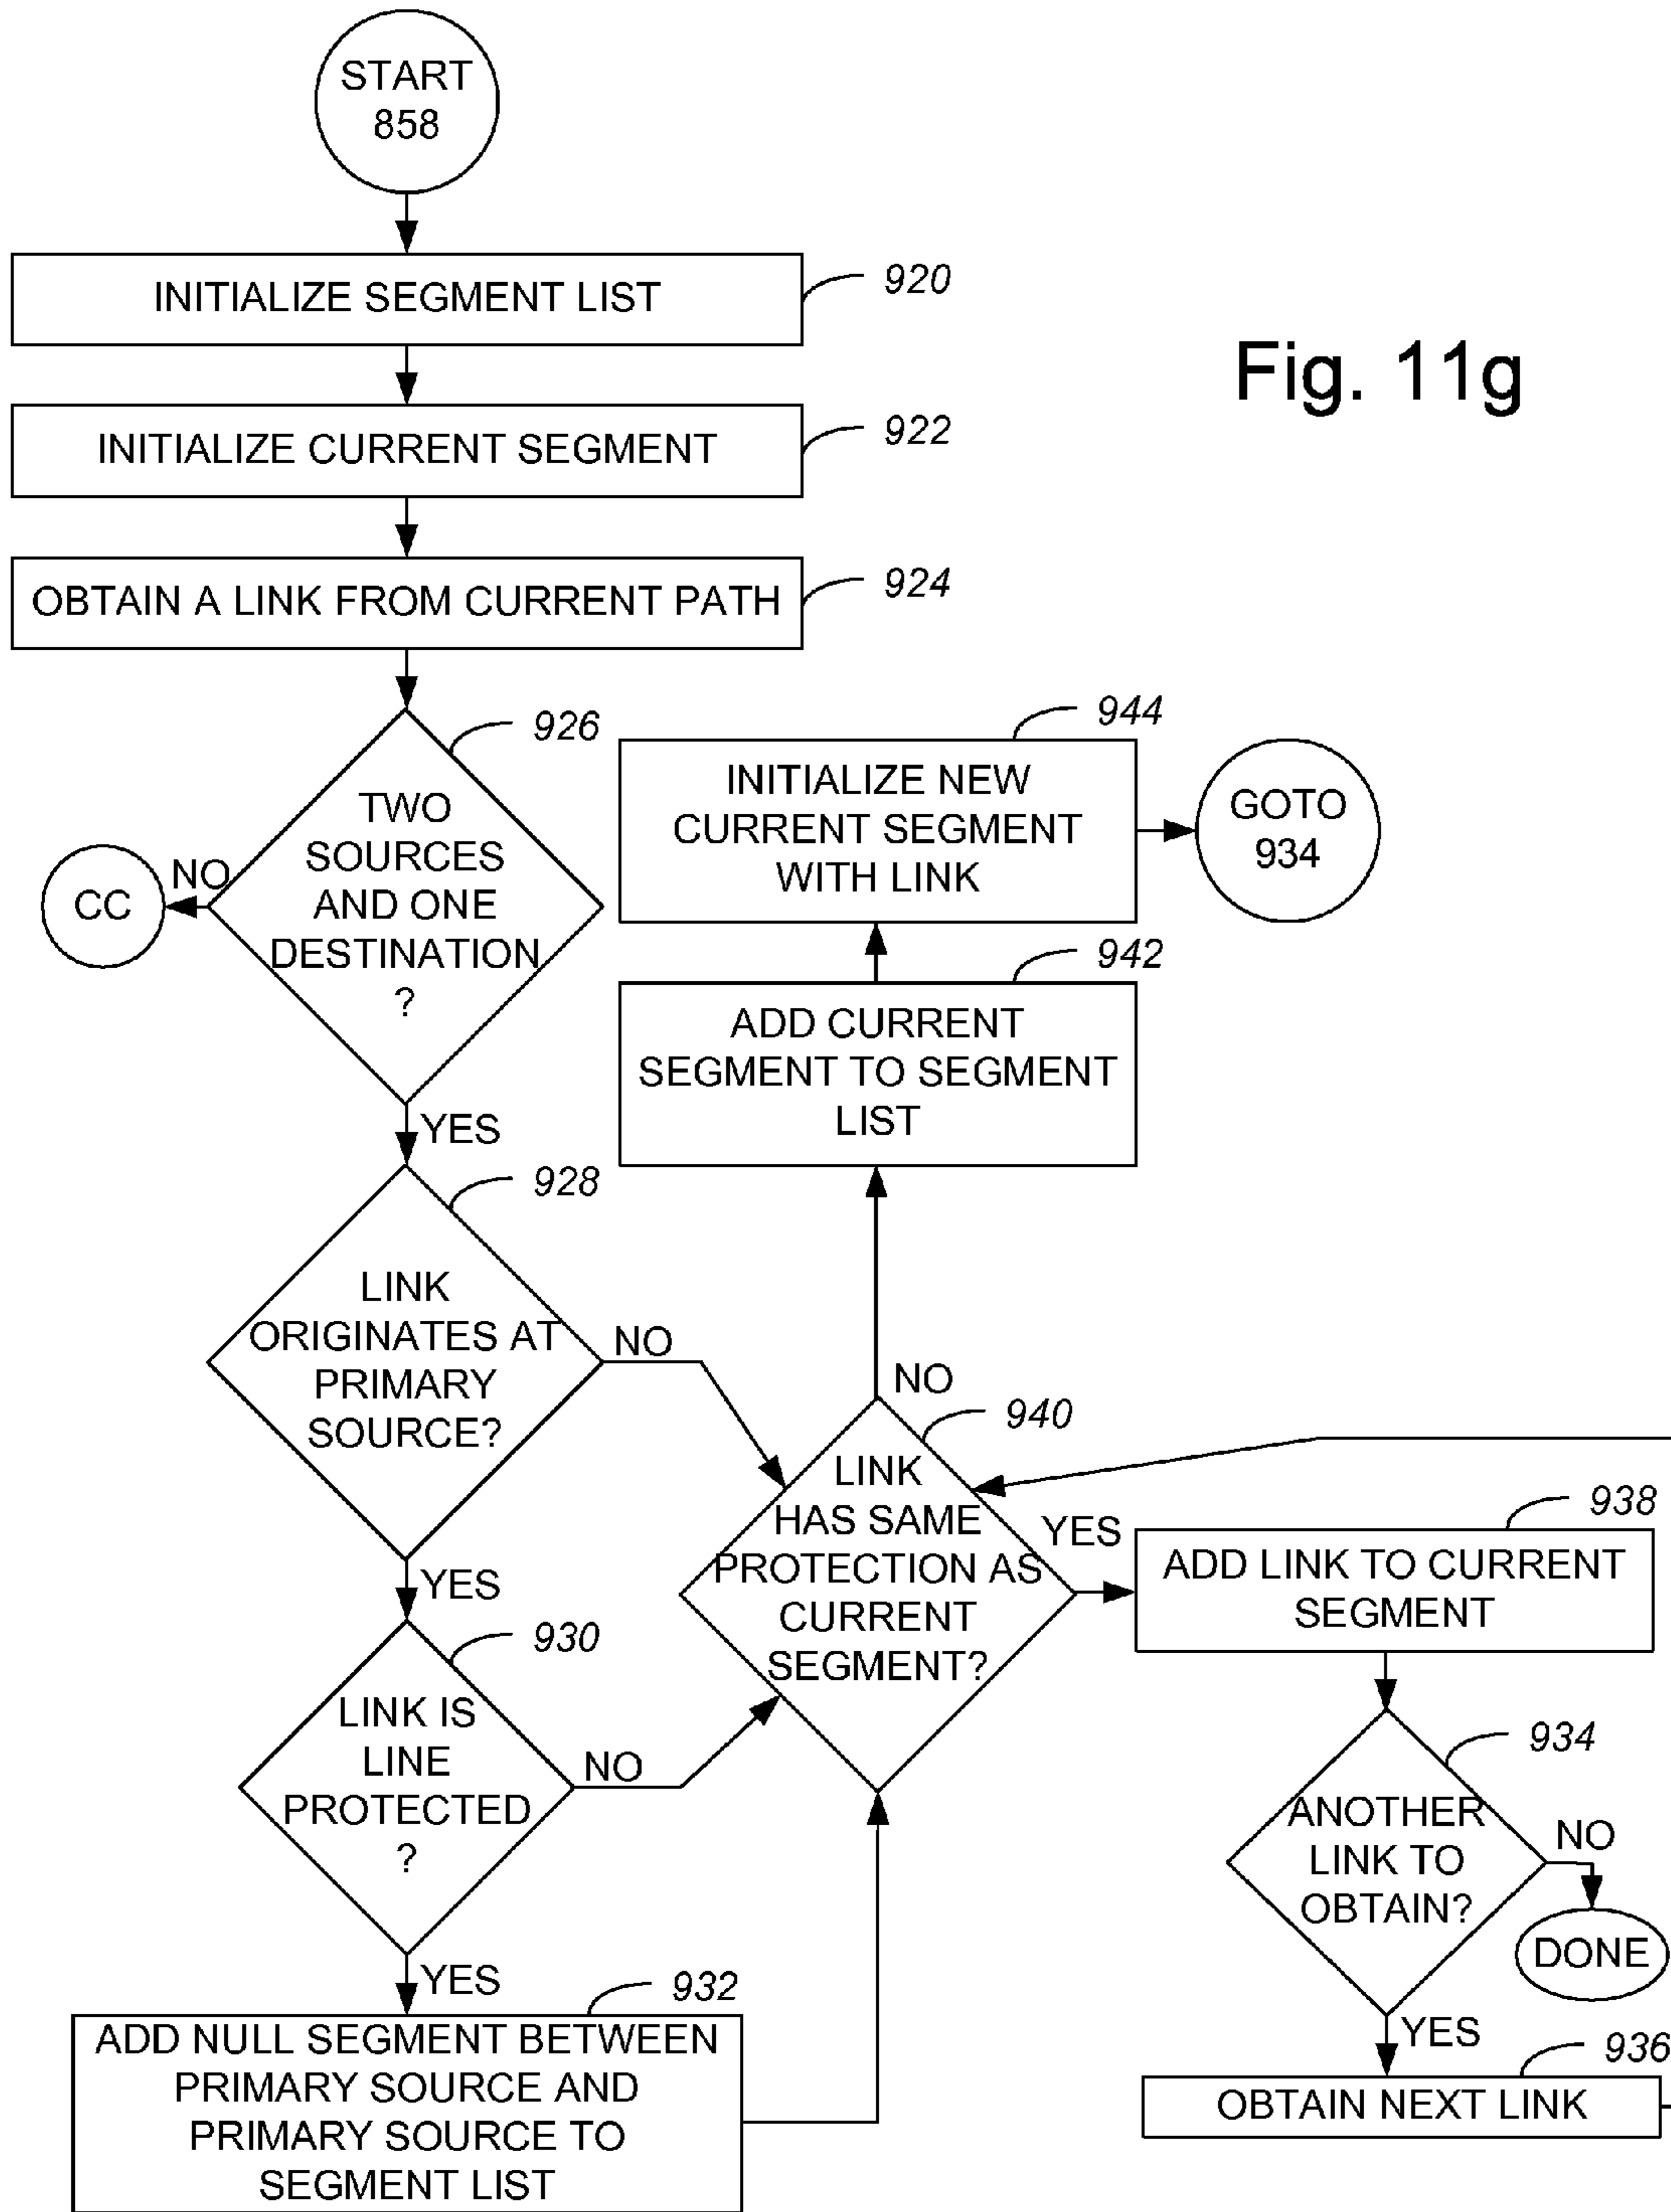 START
858
INITIALIZE SEGMENT LIST
920
Fig. 11g
INITIALIZE CURRENT SEGMENT
922
OBTAIN A LINK FROM CURRENT PATH
924
926
TWO
SOURCES
AND ONE
DESTINATION
?
NO
CC
YES
944
INITIALIZE NEW
CURRENT SEGMENT
WITH LINK
GOTO
934
942
ADD CURRENT
SEGMENT TO SEGMENT
LIST
928
LINK
ORIGINATES AT
PRIMARY
SOURCE?
NO
YES
NO
940
LINK
HAS SAME
PROTECTION AS
CURRENT
SEGMENT?
YES
938
ADD LINK TO CURRENT
SEGMENT
930
LINK IS
LINE
PROTECTED
?
NO
YES
934
ANOTHER
LINK TO
OBTAIN?
NO
DONE
YES
932
ADD NULL SEGMENT BETWEEN
PRIMARY SOURCE AND
PRIMARY SOURCE TO
SEGMENT LIST
936
OBTAIN NEXT LINK